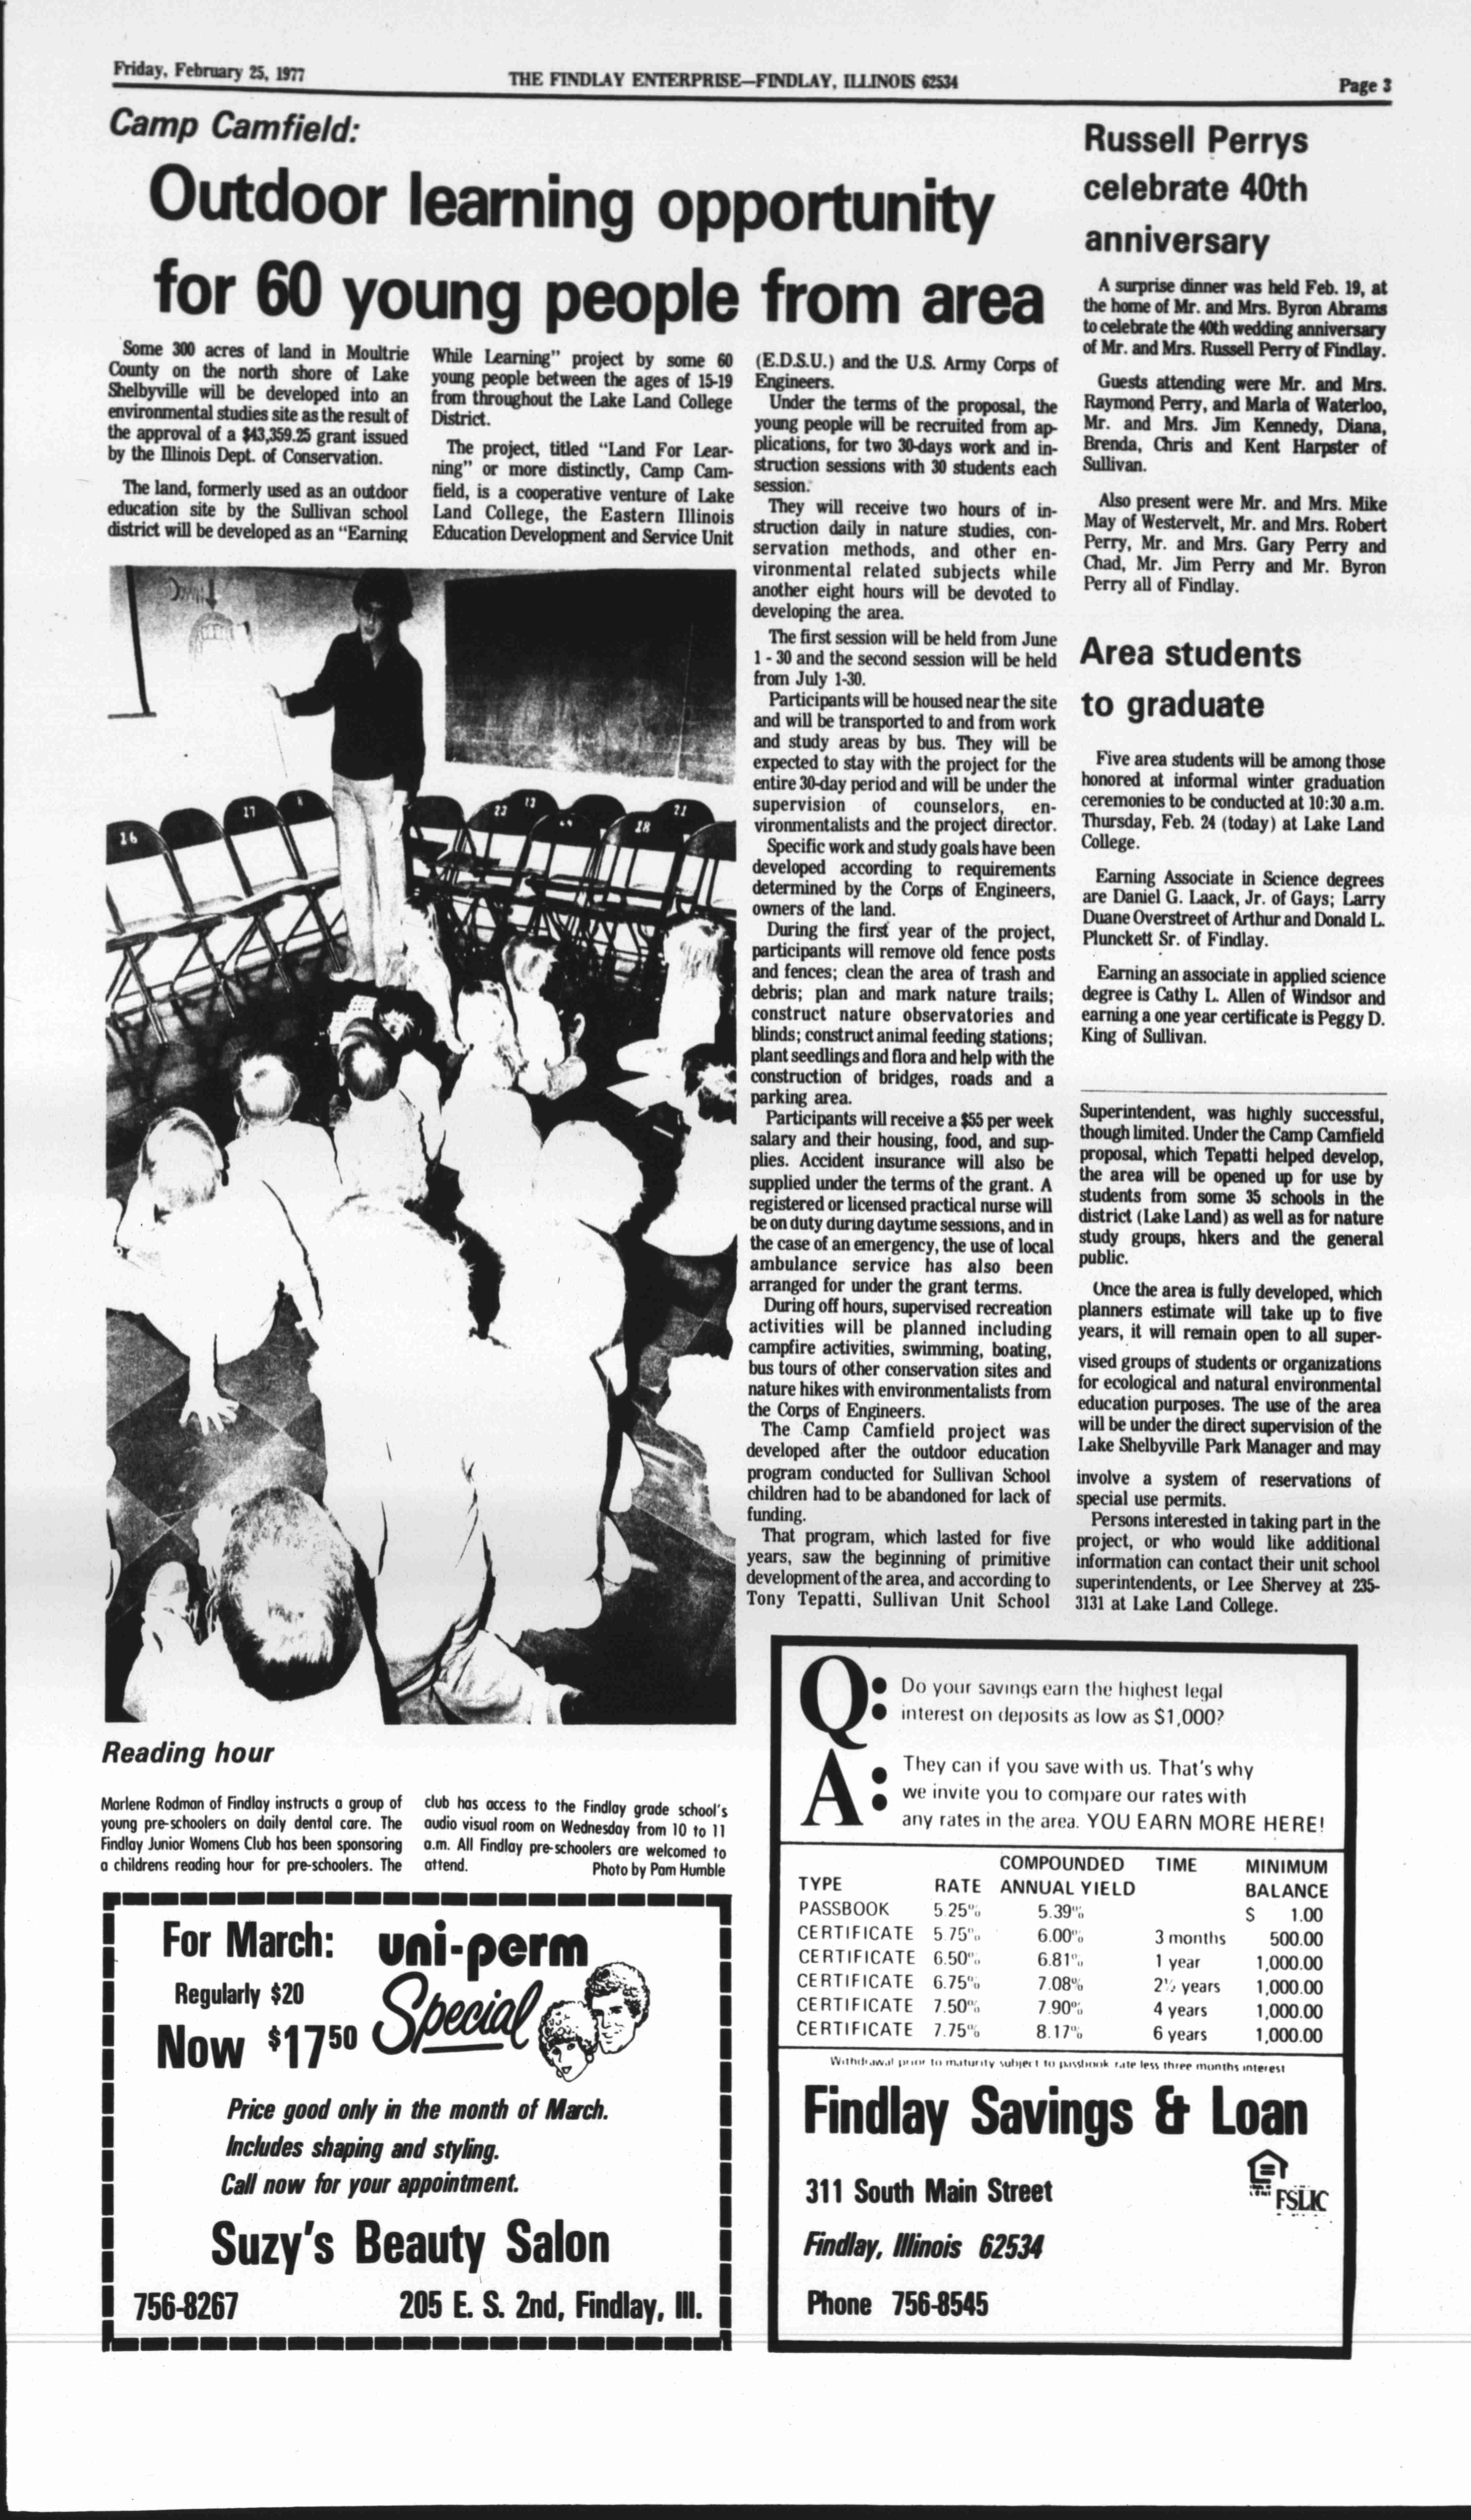 Friday, February 25, 1977
THE FINDLAY ENTERPRISE—FINDLAY, ILLINOIS 62534
Page 3
Camp Camfield:
Outdoor learning opportunity
for 60 young people from area
Some 300 acres of land in Moultrie
County on the north shore of Lake
Shelbyville will be developed into an
environmental studies site as the result of
the approval of a $43,359.25 grant issued
by the Illinois Dept. of Conservation.
The land, formerly used as an outdoor
education site by the Sullivan school
district will be developed as an "Earning
While Learning" project by some 60
young people between the ages of 15-19
from throughout the Lake Land College
District.
The project, titled "Land For Lear-
ning" or more distinctly, Camp Cam-
field, is a cooperative venture of Lake
Land College, the Eastern Illinois
Education Development and Service Unit
(E.D.S.U.) and the U.S. Army Corps of
Engineers.
Under the terms of the proposal, the
young people will be recruited from ap-
plications, for two 30-days work and in-
struction sessions with 30 students each
session.
They will receive two hours of in-
struction daily in nature studies, con-
servation methods, and other en-
vironmental related subjects while
another eight hours will be devoted to
developing the area.
The first session will be held from June
1 - 30 and the second session will be held
from July 1-30.
Participants will be housed near the site
and will be transported to and from work
and study areas by bus. They will be
expected to stay with the project for the
entire 30-day period and will be under the
supervision of counselors, en-
vironmentalists and the project director.
Specific work and study goals have been
developed according to requirements
determined by the Corps of Engineers,
owners of the land.
During the first year of the project,
participants will remove old fence posts
and fences; clean the area of trash and
debris; plan and mark nature trails;
construct nature observatories and
blinds; construct animal feeding stations;
plant seedlings and flora and help with the
construction of bridges, roads and a
parking area.
Participants will receive a $55 per week
salary and their housing, food, and sup-
plies. Accident insurance will also be
supplied under the terms of the grant. A
registered or licensed practical nurse will
be on duty during daytime sessions, and in
the case of an emergency, the use of local
ambulance service has also been
arranged for under the grant terms.
During off hours, supervised recreation
activities will be planned including
campfire activities, swimming, boating,
bus tours of other conservation sites and
nature hikes with environmentalists from
the Corps of Engineers.
The Camp Camfield project was
developed after the outdoor education
program conducted for Sullivan School
children had to be abandoned for lack of
funding.
That program, which lasted for five
years, saw the beginning of primitive
development of the area, and according to
Tony Tepatti, Sullivan Unit School
Superintendent, was highly successful,
though limited. Under the Camp Camfield
proposal, which Tepatti helped develop,
the area will be opened up for use by
students from some 35 schools in the
district (Lake Land) as well as for nature
study groups, hkers and the general
public.
Once the area is fully developed, which
planners estimate will take up to five
years, it will remain open to all super-
vised groups of students or organizations
for ecological and natural environmental
education purposes. The use of the area
will be under the direct supervision of the
Lake Shelbyville Park Manager and may
involve a system of reservations of
special use permits.
Persons interested in taking part in the
project, or who would like additional
information can contact their unit school
superintendents, or Lee Shervey at 235-
3131 at Lake Land College.
Russell Perrys
celebrate 40th
anniversary
A surprise dinner was held Feb. 19, at
the home of Mr. and Mrs. Byron Abrams
to celebrate the 40th wedding anniversary
of Mr. and Mrs. Russell Perry of Findlay.
Guests attending were Mr. and Mrs.
Raymond Perry, and Marla of Waterloo,
Mr. and Mrs. Jim Kennedy, Diana,
Brenda, Chris and Kent Harpster of
Sullivan.
Also present were Mr. and Mrs. Mike
May of Westervelt, Mr. and Mrs. Robert
Perry, Mr. and Mrs. Gary Perry and
Chad, Mr. Jim Perry and Mr. Byron
Perry all of Findlay.
Area students
to graduate
Five area students will be among those
honored at informal winter graduation
ceremonies to be conducted at 10:30 a.m.
Thursday, Feb. 24 (today) at Lake Land
College.
Earning Associate in Science degrees
are Daniel G. Laack, Jr. of Gays; Larry
Duane Overstreet of Arthur and Donald L.
Plunckett Sr. of Findlay.
Earning an associate in applied science
degree is Cathy L. Allen of Windsor and
earning a one year certificate is Peggy D.
King of Sullivan.
Down
16
17
8
22
13
28
21
Reading hour
Marlene Rodman of Findlay instructs a group of
young pre-schoolers on daily dental care. The
Findlay Junior Womens Club has been sponsoring
a childrens reading hour for pre-schoolers. The
club has access to the Findlay grade school's
audio visual room on Wednesday from 10 to 11
a.m. All Findlay pre-schoolers are welcomed to
attend. Photo by Pam Humble
For March: uni-perm
Regularly $20 Special
Now $17⁵⁰
Price good only in the month of March.
Includes shaping and styling.
Call now for your appointment.
Suzy's Beauty Salon
756-8267 205 E. S. 2nd, Findlay, Ill.
Q: Do your savings earn the highest legal
interest on deposits as low as $1,000?
A: They can if you save with us. That's why
we invite you to compare our rates with
any rates in the area. YOU EARN MORE HERE!
COMPOUNDED TIME MINIMUM
TYPE RATE ANNUAL YIELD BALANCE
PASSBOOK 5.25% 5.39% $ 1.00
CERTIFICATE 5.75% 6.00% 3 months 500.00
CERTIFICATE 6.50% 6.81% 1 year 1,000.00
CERTIFICATE 6.75% 7.08% 2½ years 1,000.00
CERTIFICATE 7.50% 7.90% 4 years 1,000.00
CERTIFICATE 7.75% 8.17% 6 years 1,000.00
Withdrawal prior to maturity subject to passbook rate less three months interest
Findlay Savings & Loan
311 South Main Street
Findlay, Illinois 62534
Phone 756-8545
FSLIC